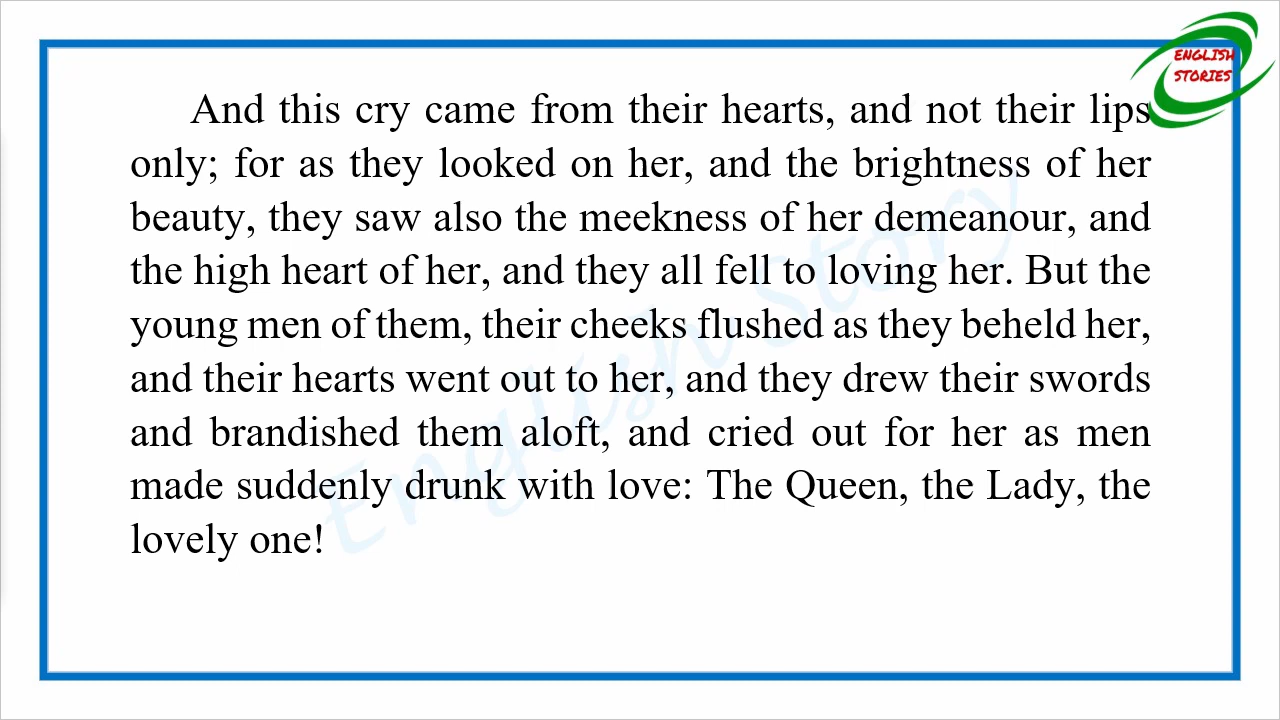 ENGLISH
STORIES
And this cry came from their hearts, and not their lips
only; for as they looked on her, and the brightness of her
beauty, they saw also the meekness of her demeanour, and
the high heart of her, and they all fell to loving her. But the
young men of them, their cheeks flushed as they beheld her,
and their hearts went out to her, and they drew their swords
and brandished them aloft, and cried out for her as men
made suddenly drunk with love: The Queen, the Lady, the
lovely one!
English Story